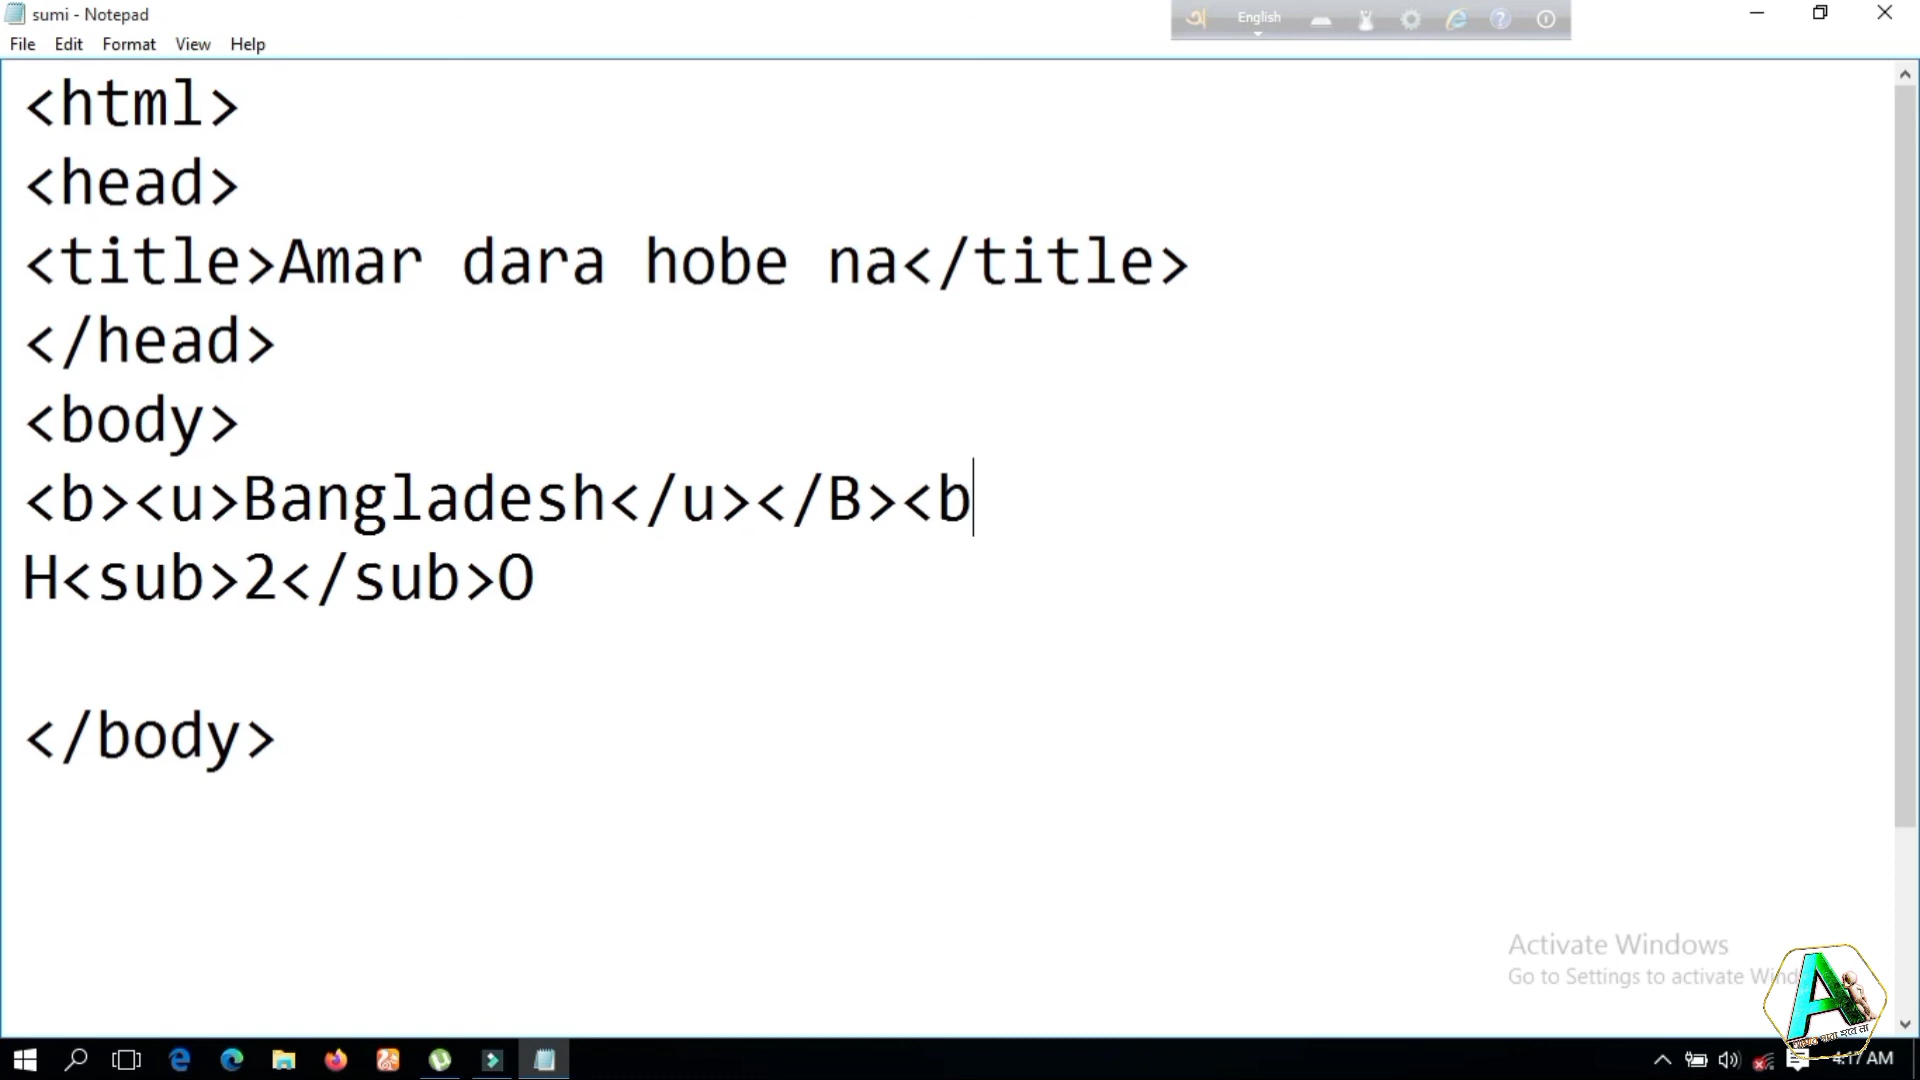 sumi - Notepad
English
File Edit Format View Help
<html>
<head>
<title>Amar dara hobe na</title>
</head>
<body>
<b><u>Bangladesh</u></B><b
H<sub>2</sub>O
</body>
Activate Windows
Go to Settings to activate Wind
A
4:17 AM